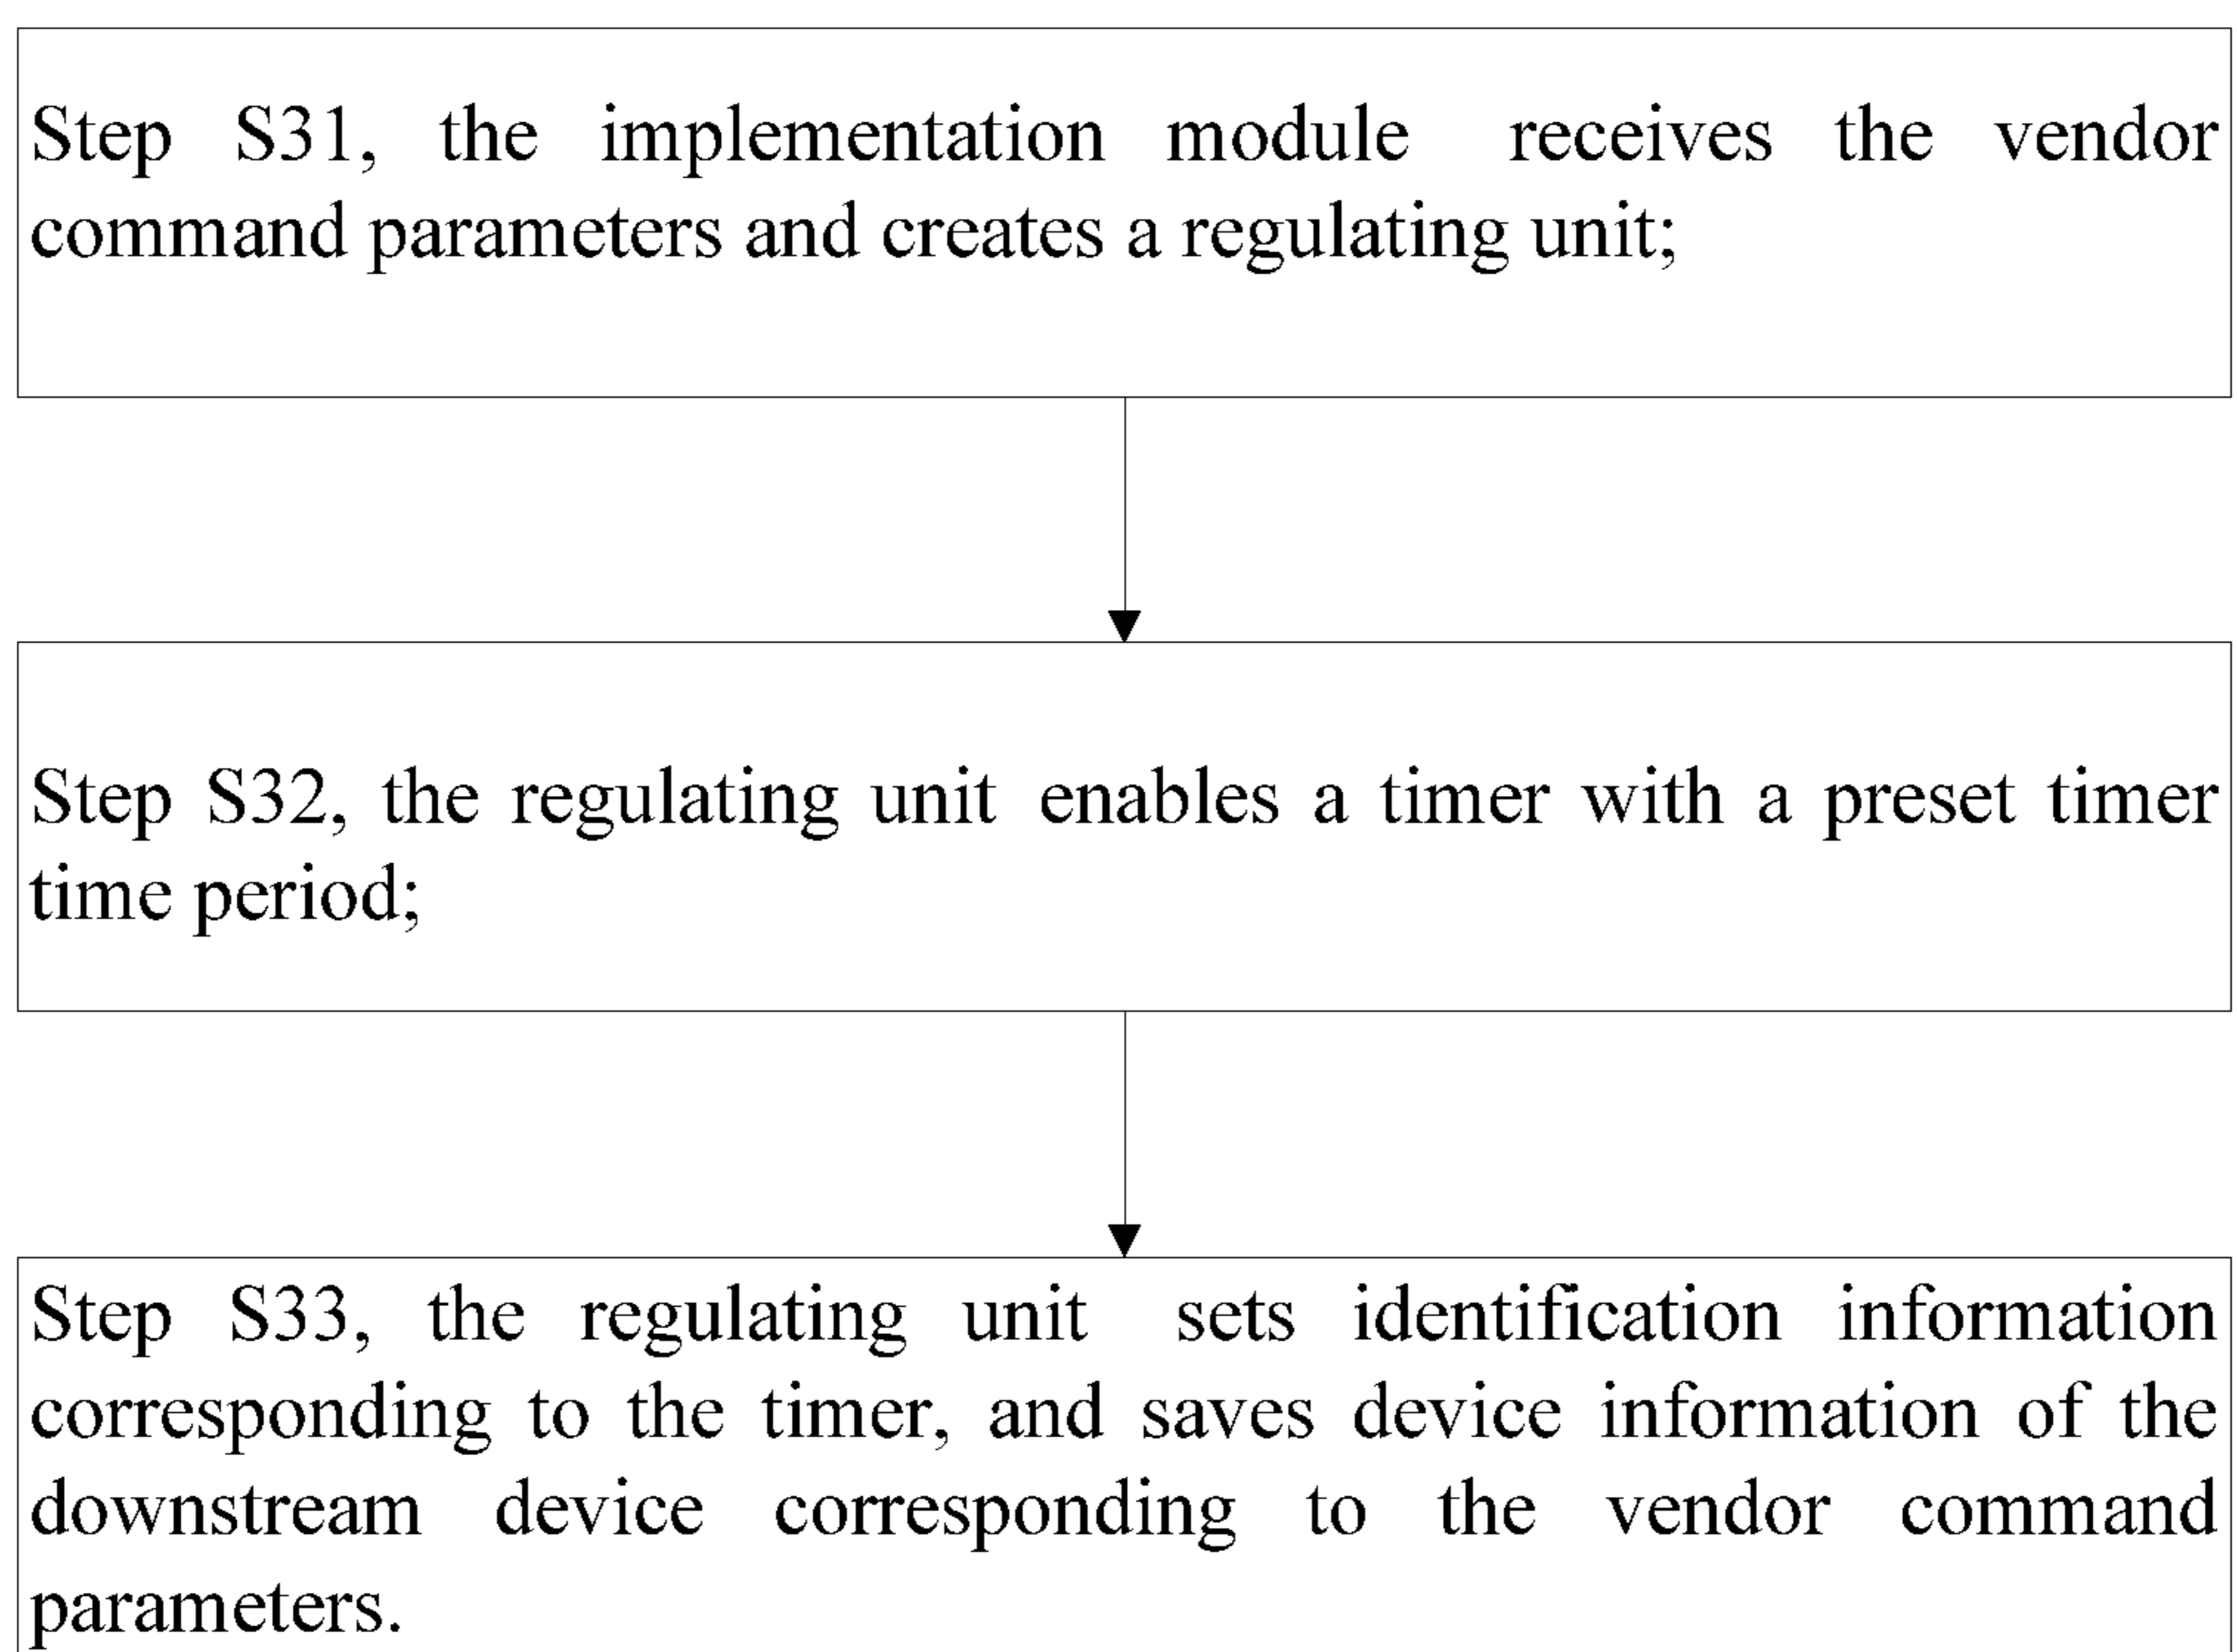 Step S31, the implementation module receives the vendor
command parameters and creates a regulating unit;
Step S32, the regulating unit enables a timer with a preset timer
time period;
Step S33, the regulating unit sets identification information
corresponding to the timer, and saves device information of the
downstream device corresponding to the vendor command
parameters.